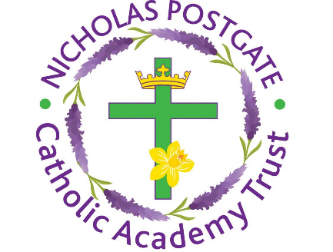 NICHOLAS POSTGATE
Catholic Academy Trust